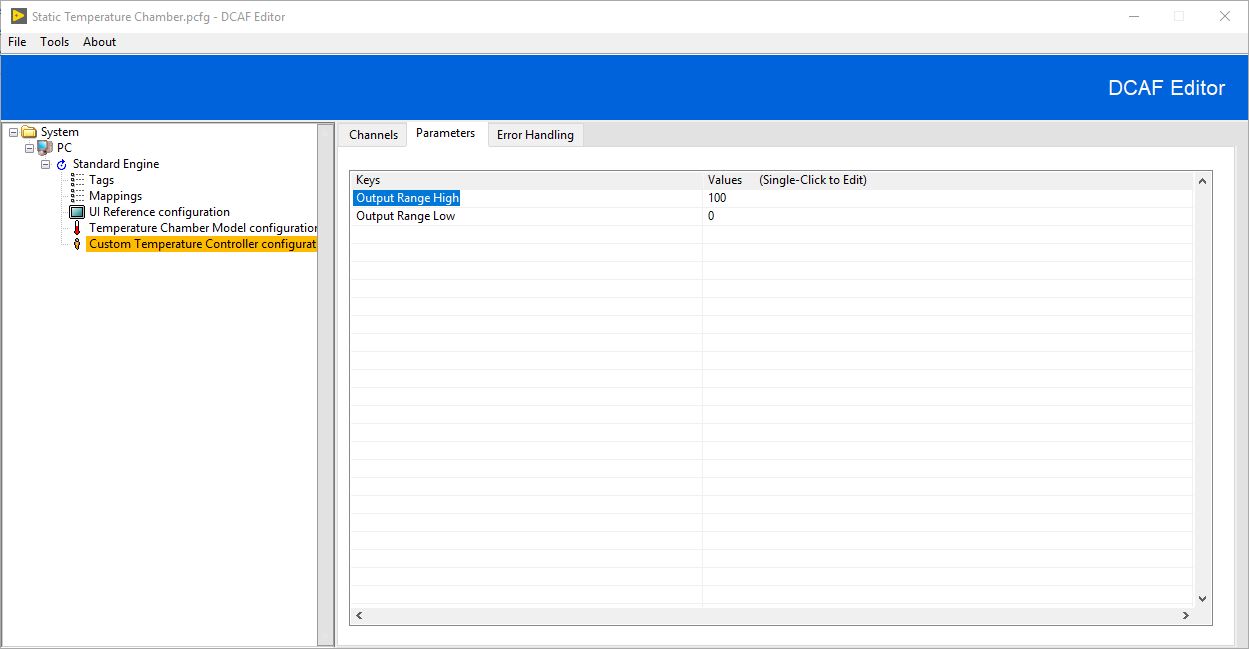 Static Temperature Chamber.pcfg - DCAF Editor
File Tools About
DCAF Editor
System
PC
Standard Engine
Tags
Mappings
UI Reference configuration
Temperature Chamber Model configuration
Custom Temperature Controller configurat
Channels Parameters Error Handling
Keys Values (Single-Click to Edit)
Output Range High 100
Output Range Low 0